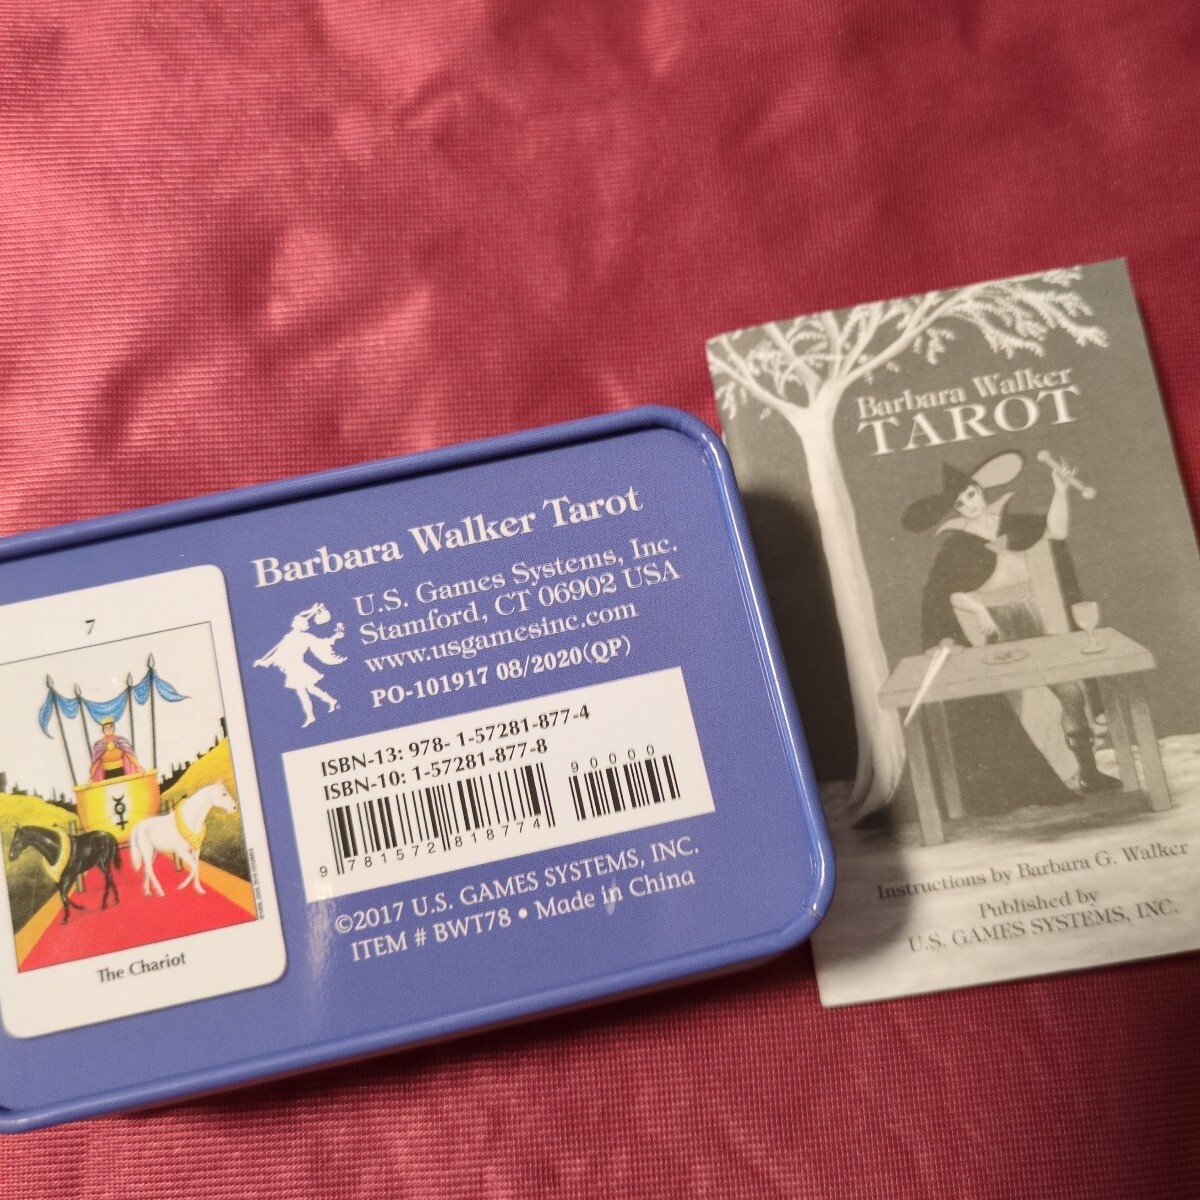 7
The Chariot
Barbara Walker Tarot
U.S. Games Systems, Inc.
Stamford, CT 06902 USA
www.usgamesinc.com
PO-101917 08/2020(QP)
ISBN-13: 978- 1-57281-877-4
ISBN-10: 1-57281-877-8
90000
9 781572 818774
©2017 U.S. GAMES SYSTEMS, INC.
ITEM # BWT78 • Made in China
Barbara Walker
TAROT
Instructions by Barbara G. Walker
Published by
U.S. GAMES SYSTEMS, INC.